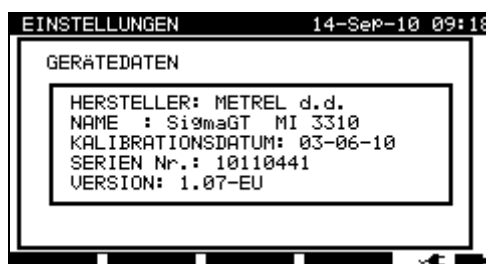 EINSTELLUNGEN 14-Sep-10 09:18
GERÄTEDATEN
HERSTELLER: METREL d.d.
NAME : SigmaGT MI 3310
KALIBRATIONSDATUM: 03-06-10
SERIEN Nr.: 10110441
VERSION: 1.07-EU